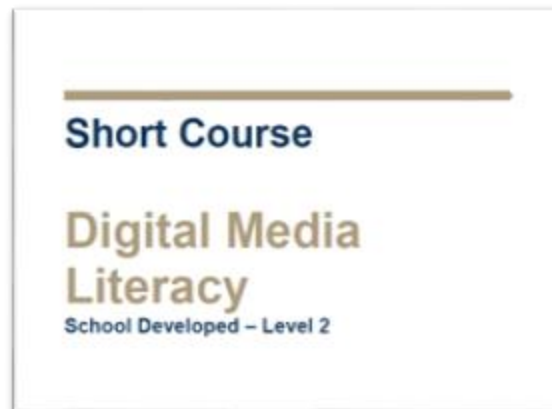 Short Course
Digital Media
Literacy
School Developed – Level 2